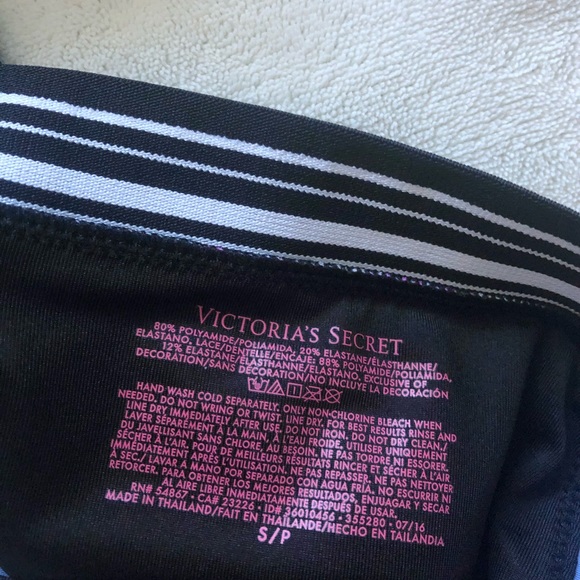 VICTORIA'S SECRET
80% POLYAMIDE/POLIAMIDA, 20% ELASTANE/ÉLASTHANNE/
ELASTANO, LACE/DENTELLE/ENCAJE: 88% POLYAMIDE/POLIAMIDA,
12% ELASTANE/ÉLASTHANNE/ELASTANO, EXCLUSIVE OF
DECORATION/SANS DÉCORATION/NO INCLUYE LA DECORACIÓN
HAND WASH COLD SEPARATELY. ONLY NON-CHLORINE BLEACH WHEN
NEEDED. DO NOT WRING OR TWIST. LINE DRY. FOR BEST RESULTS RINSE AND
LINE DRY IMMEDIATELY AFTER USE. DO NOT IRON. DO NOT DRY CLEAN/
LAVER SÉPARÉMENT À LA MAIN, À L'EAU FROIDE. UTILISER UNIQUEMENT
DU JAVELLISANT SANS CHLORE, AU BESOIN. NE PAS TORDRE NI ESSORER.
SÉCHER À L'AIR. POUR DE MEILLEURS RÉSULTATS RINCER ET SÉCHER À L'AIR
IMMÉDIATEMENT APRÈS L'USAGE. NE PAS REPASSER. NE PAS NETTOYER
À SEC./ LAVAR A MANO POR SEPARADO CON AGUA FRÍA. NO ESCURRIR NI
RETORCER. PARA OBTENER LOS MEJORES RESULTADOS, ENJUAGAR Y SECAR
AL AIRE LIBRE INMEDIATAMENTE DESPUÉS DE USAR.
RN# 54867 • CA# 23226 • ID# 36010456 • 355280 • 07/16
MADE IN THAILAND/FAIT EN THAILANDE/HECHO EN TAILANDIA
S/P